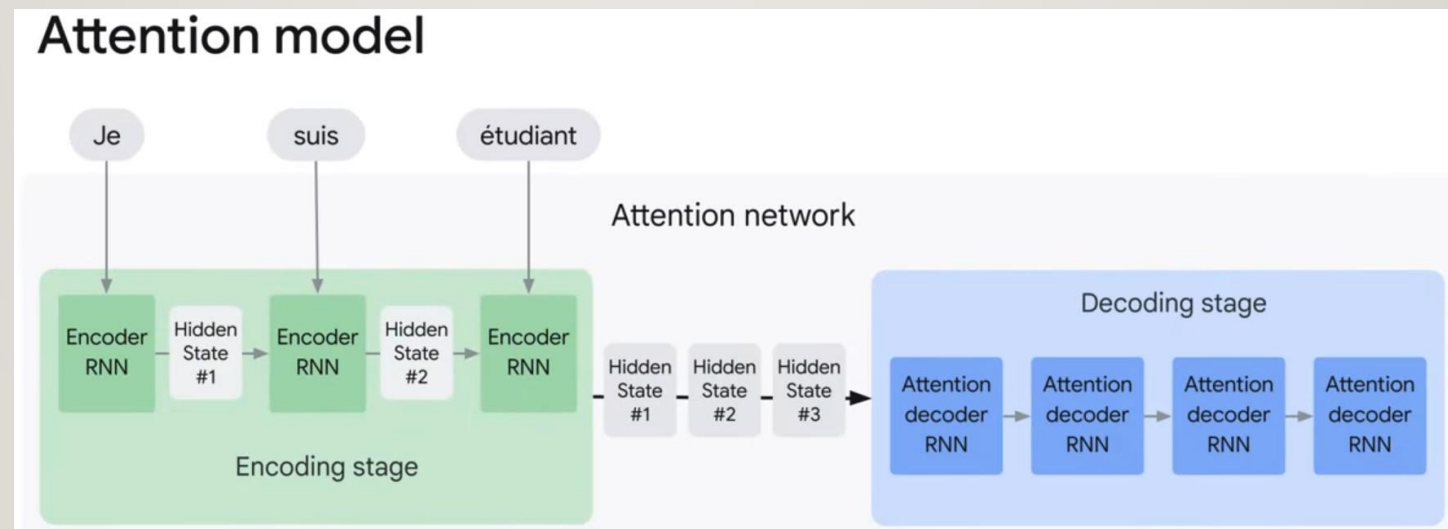 Attention model
Je
suis
étudiant
Attention network
Encoder
RNN
Hidden
State
#1
Encoder
RNN
Hidden
State
#2
Encoder
RNN
Encoding stage
Hidden
State
#1
Hidden
State
#2
Hidden
State
#3
Decoding stage
Attention
decoder
RNN
Attention
decoder
RNN
Attention
decoder
RNN
Attention
decoder
RNN